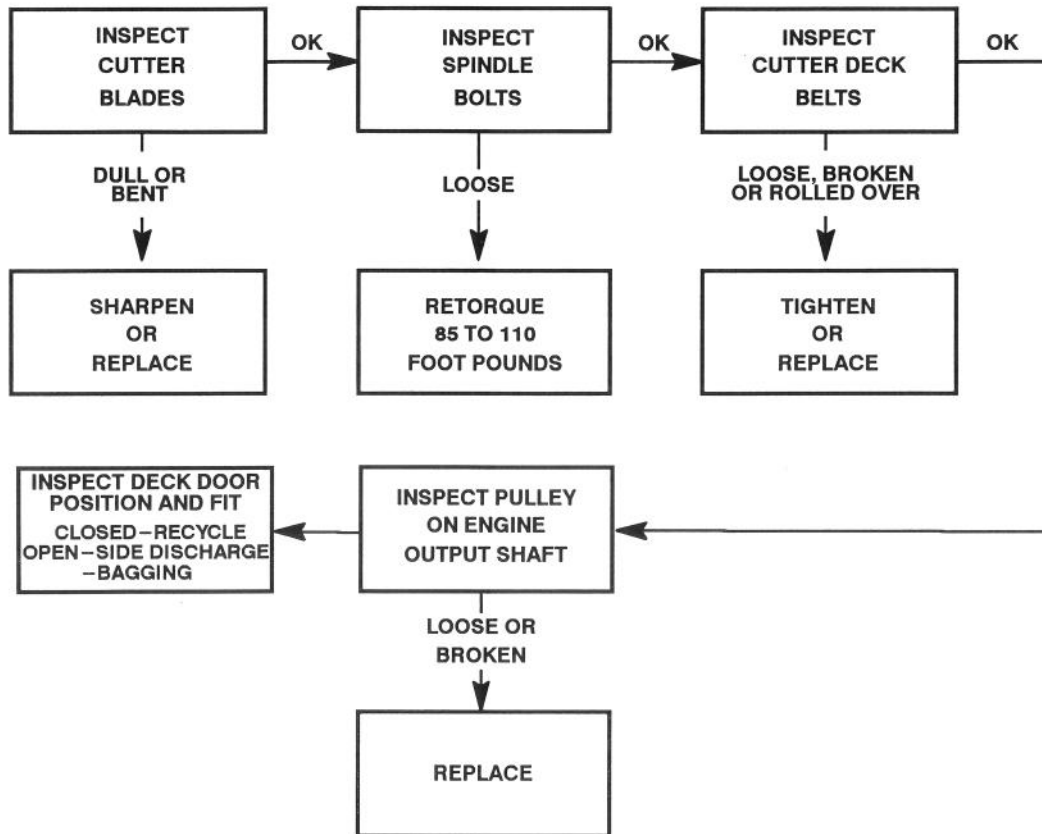 INSPECT
CUTTER
BLADES
OK
INSPECT
SPINDLE
BOLTS
OK
INSPECT
CUTTER DECK
BELTS
OK
DULL OR
BENT
LOOSE
LOOSE, BROKEN
OR ROLLED OVER
SHARPEN
OR
REPLACE
RETORQUE
85 TO 110
FOOT POUNDS
TIGHTEN
OR
REPLACE
INSPECT DECK DOOR
POSITION AND FIT
CLOSED–RECYCLE
OPEN–SIDE DISCHARGE
–BAGGING
INSPECT PULLEY
ON ENGINE
OUTPUT SHAFT
LOOSE OR
BROKEN
REPLACE